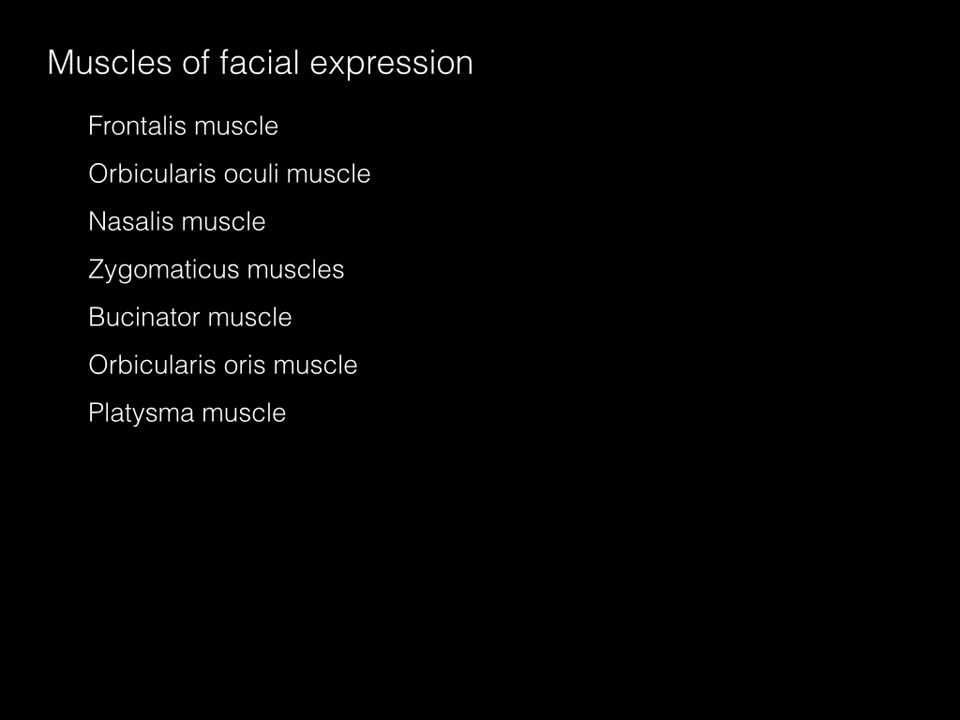 Muscles of facial expression
Frontalis muscle
Orbicularis oculi muscle
Nasalis muscle
Zygomaticus muscles
Bucinator muscle
Orbicularis oris muscle
Platysma muscle